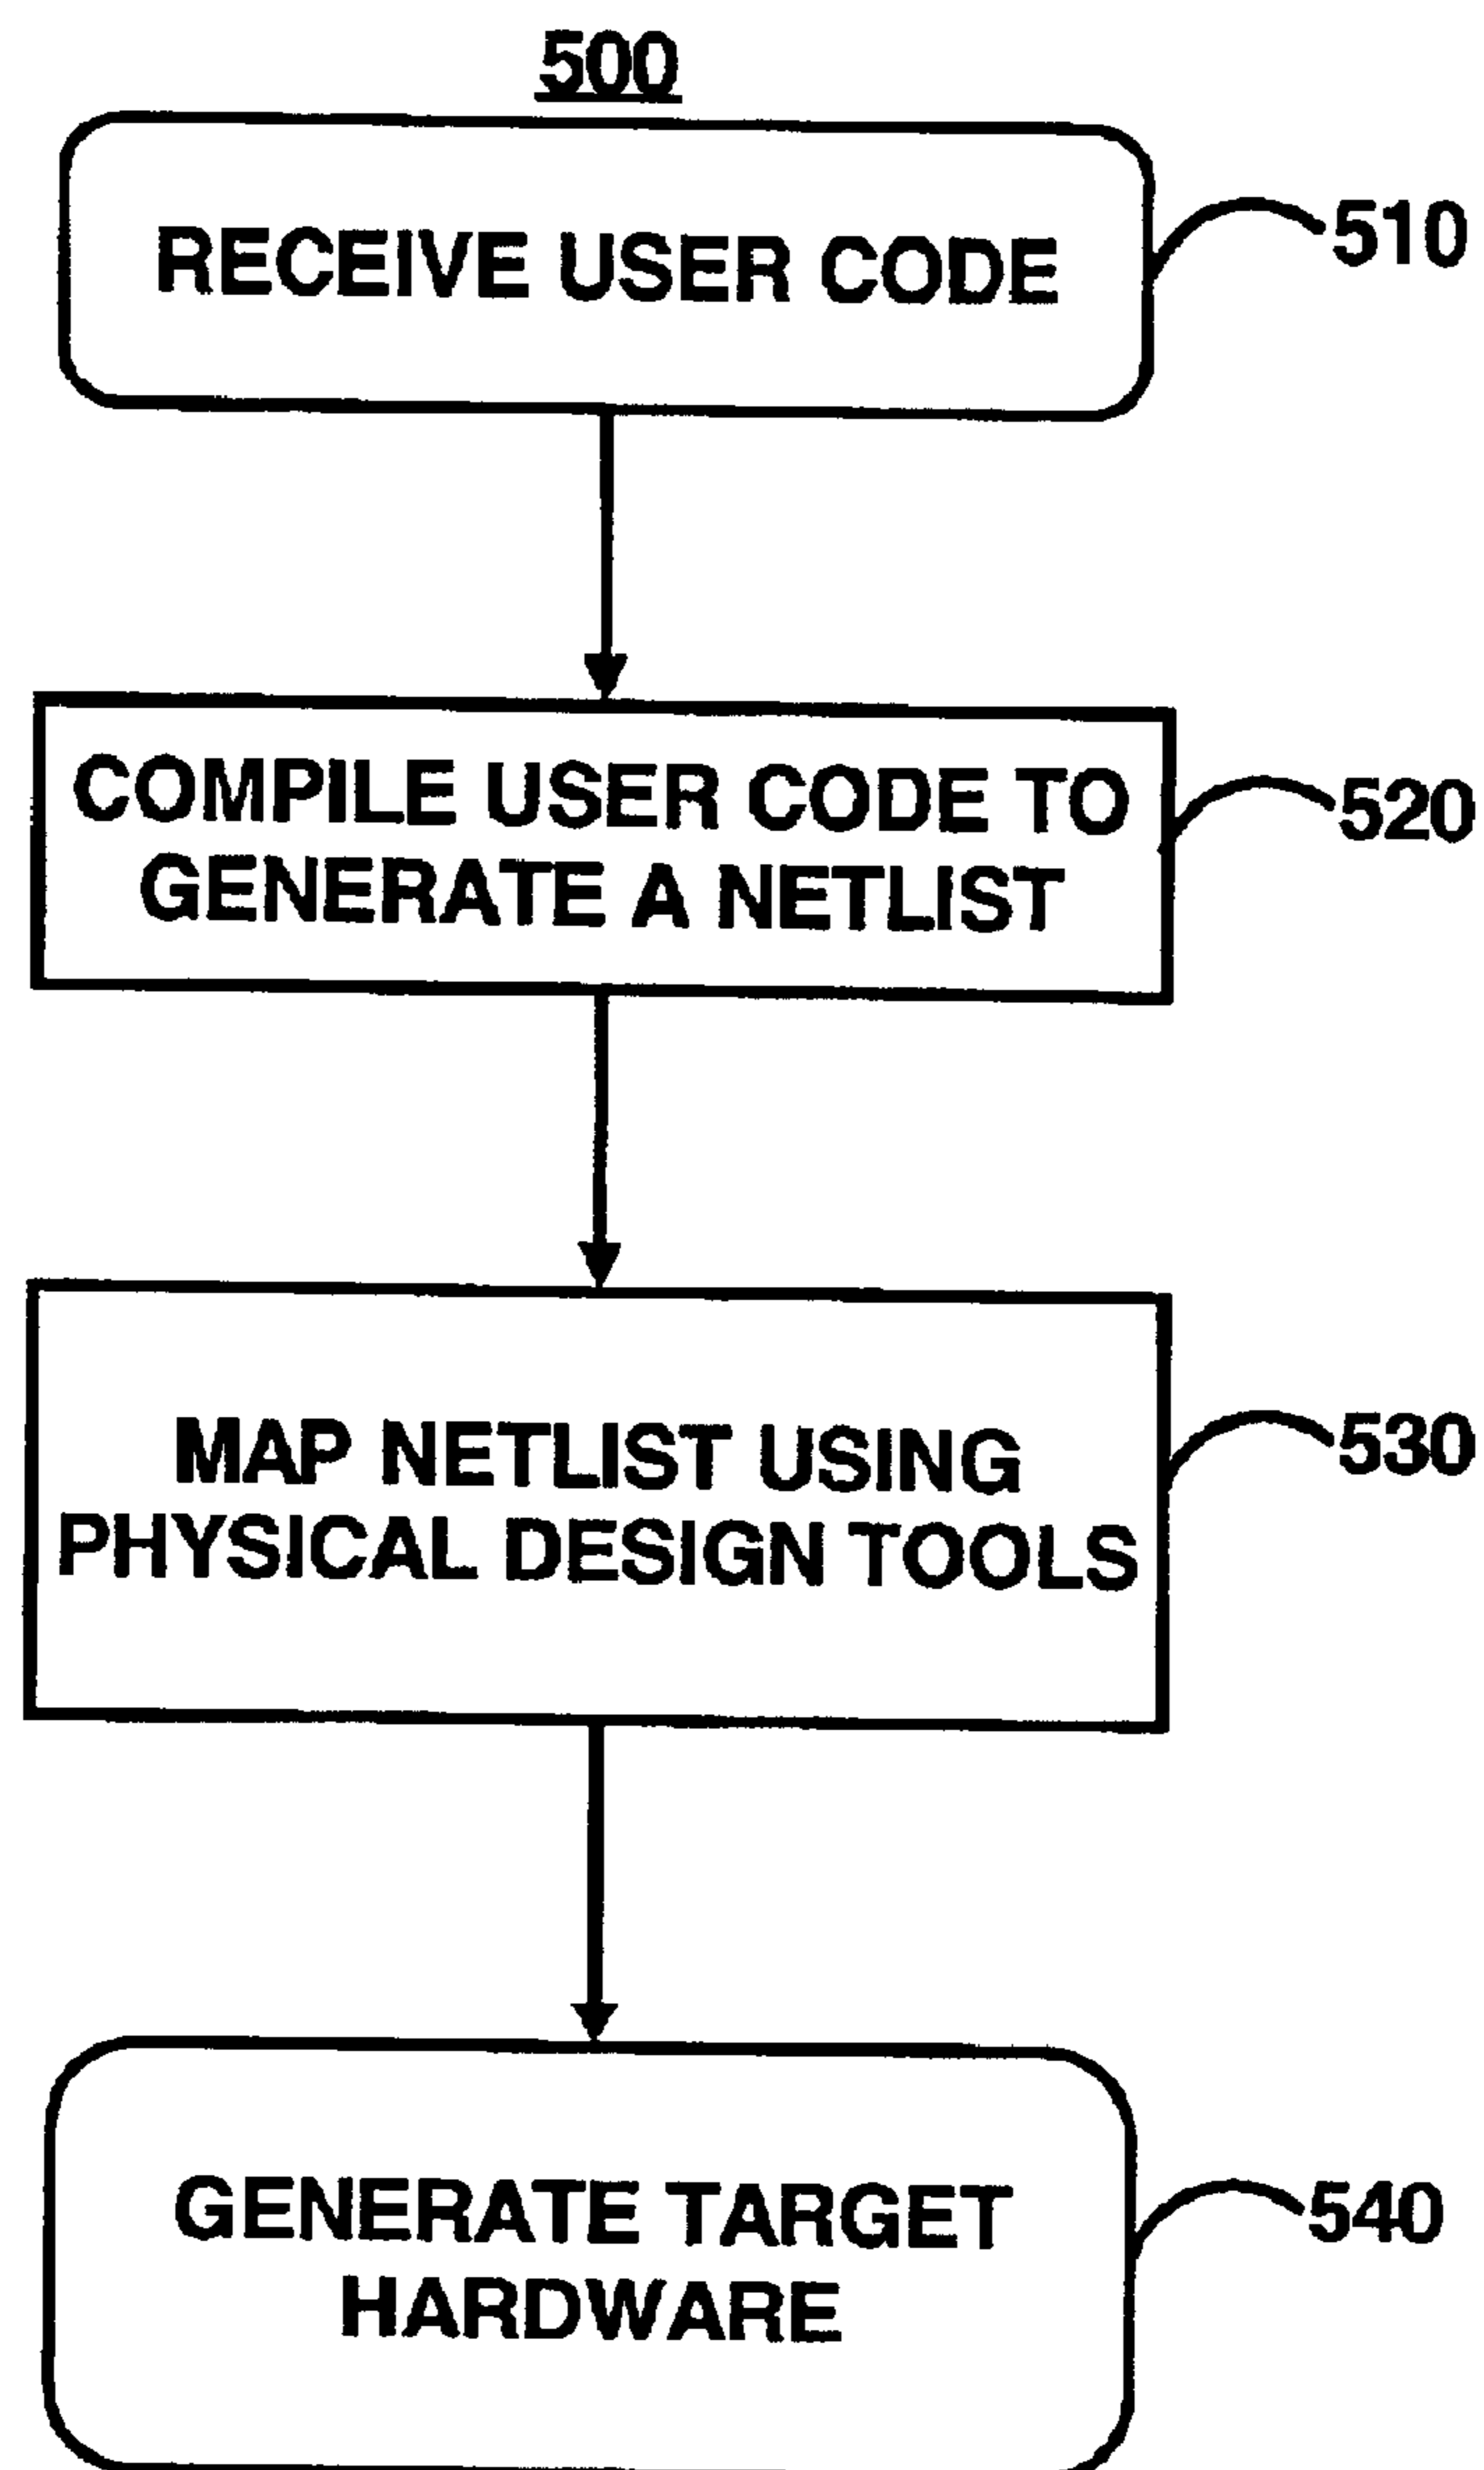 500
RECEIVE USER CODE
510
COMPILE USER CODE TO
GENERATE A NETLIST
520
MAP NETLIST USING
PHYSICAL DESIGN TOOLS
530
GENERATE TARGET
HARDWARE
540